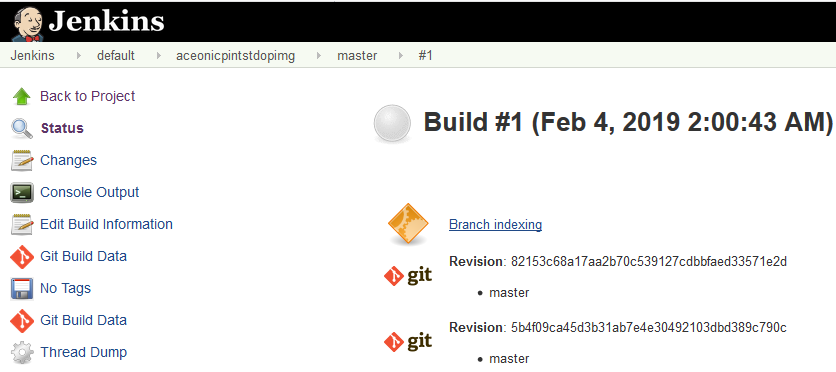 Jenkins
Jenkins default aceonicpintstdopimg master #1
Back to Project
Status
Changes
Console Output
Edit Build Information
Git Build Data
No Tags
Git Build Data
Thread Dump
Build #1 (Feb 4, 2019 2:00:43 AM)
Branch indexing
git
Revision: 82153c68a17aa2b70c539127cdbbfaed33571e2d
master
git
Revision: 5b4f09ca45d3b31ab7e4e30492103dbd389c790c
master